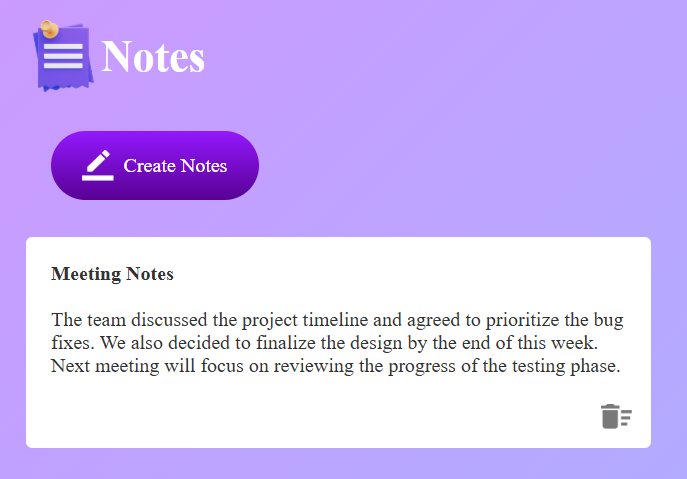 Notes
Create Notes
Meeting Notes
The team discussed the project timeline and agreed to prioritize the bug
fixes. We also decided to finalize the design by the end of this week.
Next meeting will focus on reviewing the progress of the testing phase.